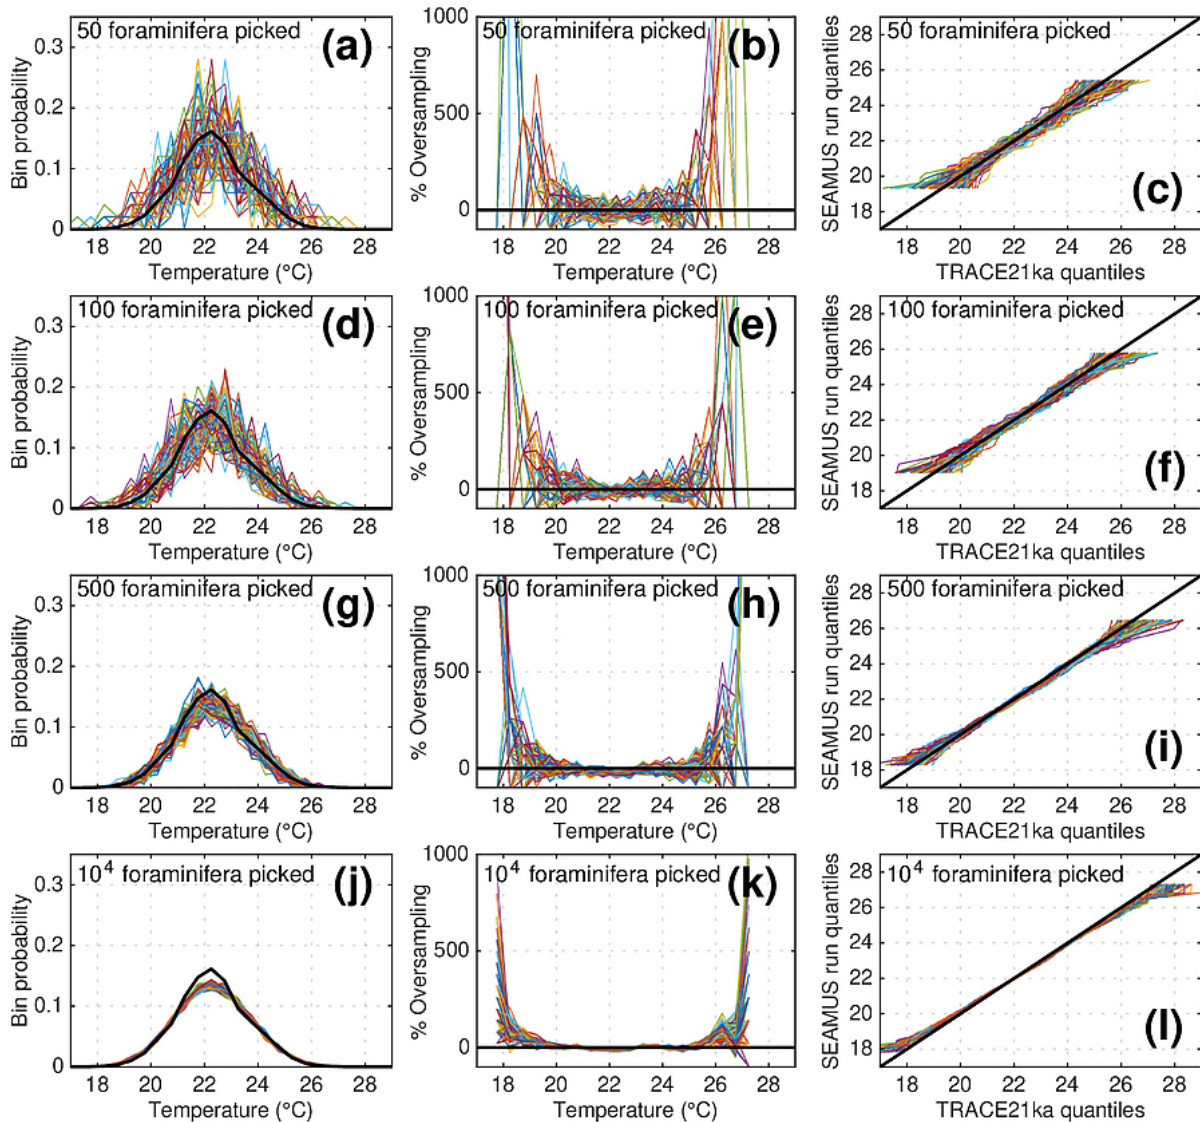 50 foraminifera picked (a)
Bin probability
0.3
0.2
0.1
0
18 20 22 24 26 28
Temperature (°C)
50 foraminifera picked (b)
% Oversampling
1000
500
0
18 20 22 24 26 28
Temperature (°C)
50 foraminifera picked
(c)
SEAMUS run quantiles
28
26
24
22
20
18
18 20 22 24 26 28
TRACE21ka quantiles
100 foraminifera picked (d)
Bin probability
0.3
0.2
0.1
0
18 20 22 24 26 28
Temperature (°C)
100 foraminifera picked (e)
% Oversampling
1000
500
0
18 20 22 24 26 28
Temperature (°C)
100 foraminifera picked
(f)
SEAMUS run quantiles
28
26
24
22
20
18
18 20 22 24 26 28
TRACE21ka quantiles
500 foraminifera picked (g)
Bin probability
0.3
0.2
0.1
0
18 20 22 24 26 28
Temperature (°C)
500 foraminifera picked (h)
% Oversampling
1000
500
0
18 20 22 24 26 28
Temperature (°C)
500 foraminifera picked
(i)
SEAMUS run quantiles
28
26
24
22
20
18
18 20 22 24 26 28
TRACE21ka quantiles
10⁴ foraminifera picked (j)
Bin probability
0.3
0.2
0.1
0
18 20 22 24 26 28
Temperature (°C)
10⁴ foraminifera picked (k)
% Oversampling
1000
500
0
18 20 22 24 26 28
Temperature (°C)
10⁴ foraminifera picked
(l)
SEAMUS run quantiles
28
26
24
22
20
18
18 20 22 24 26 28
TRACE21ka quantiles